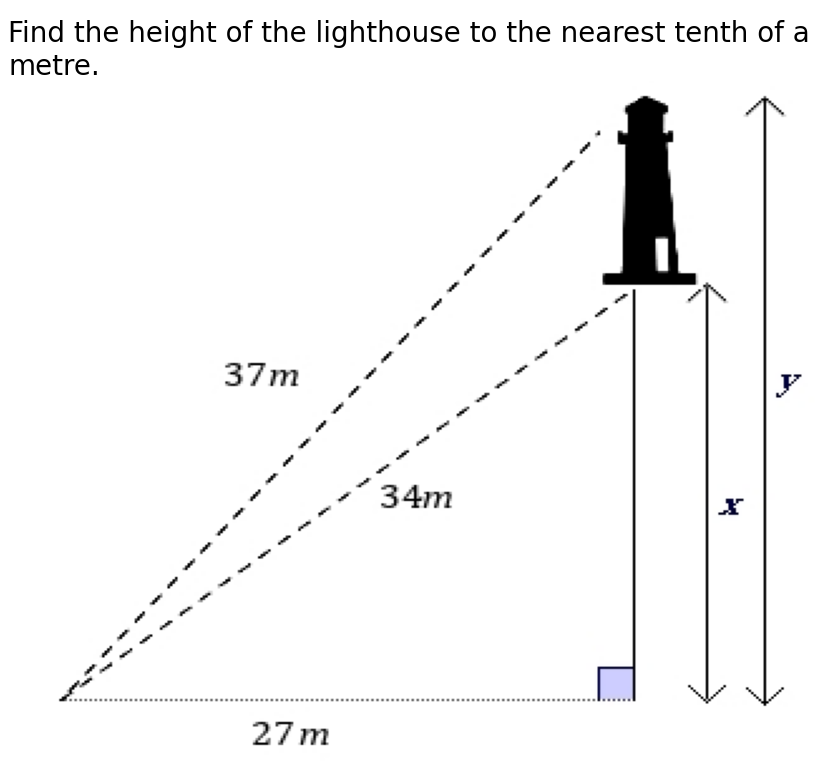 Find the height of the lighthouse to the nearest tenth of a
metre.
37m
y
34m
x
27m